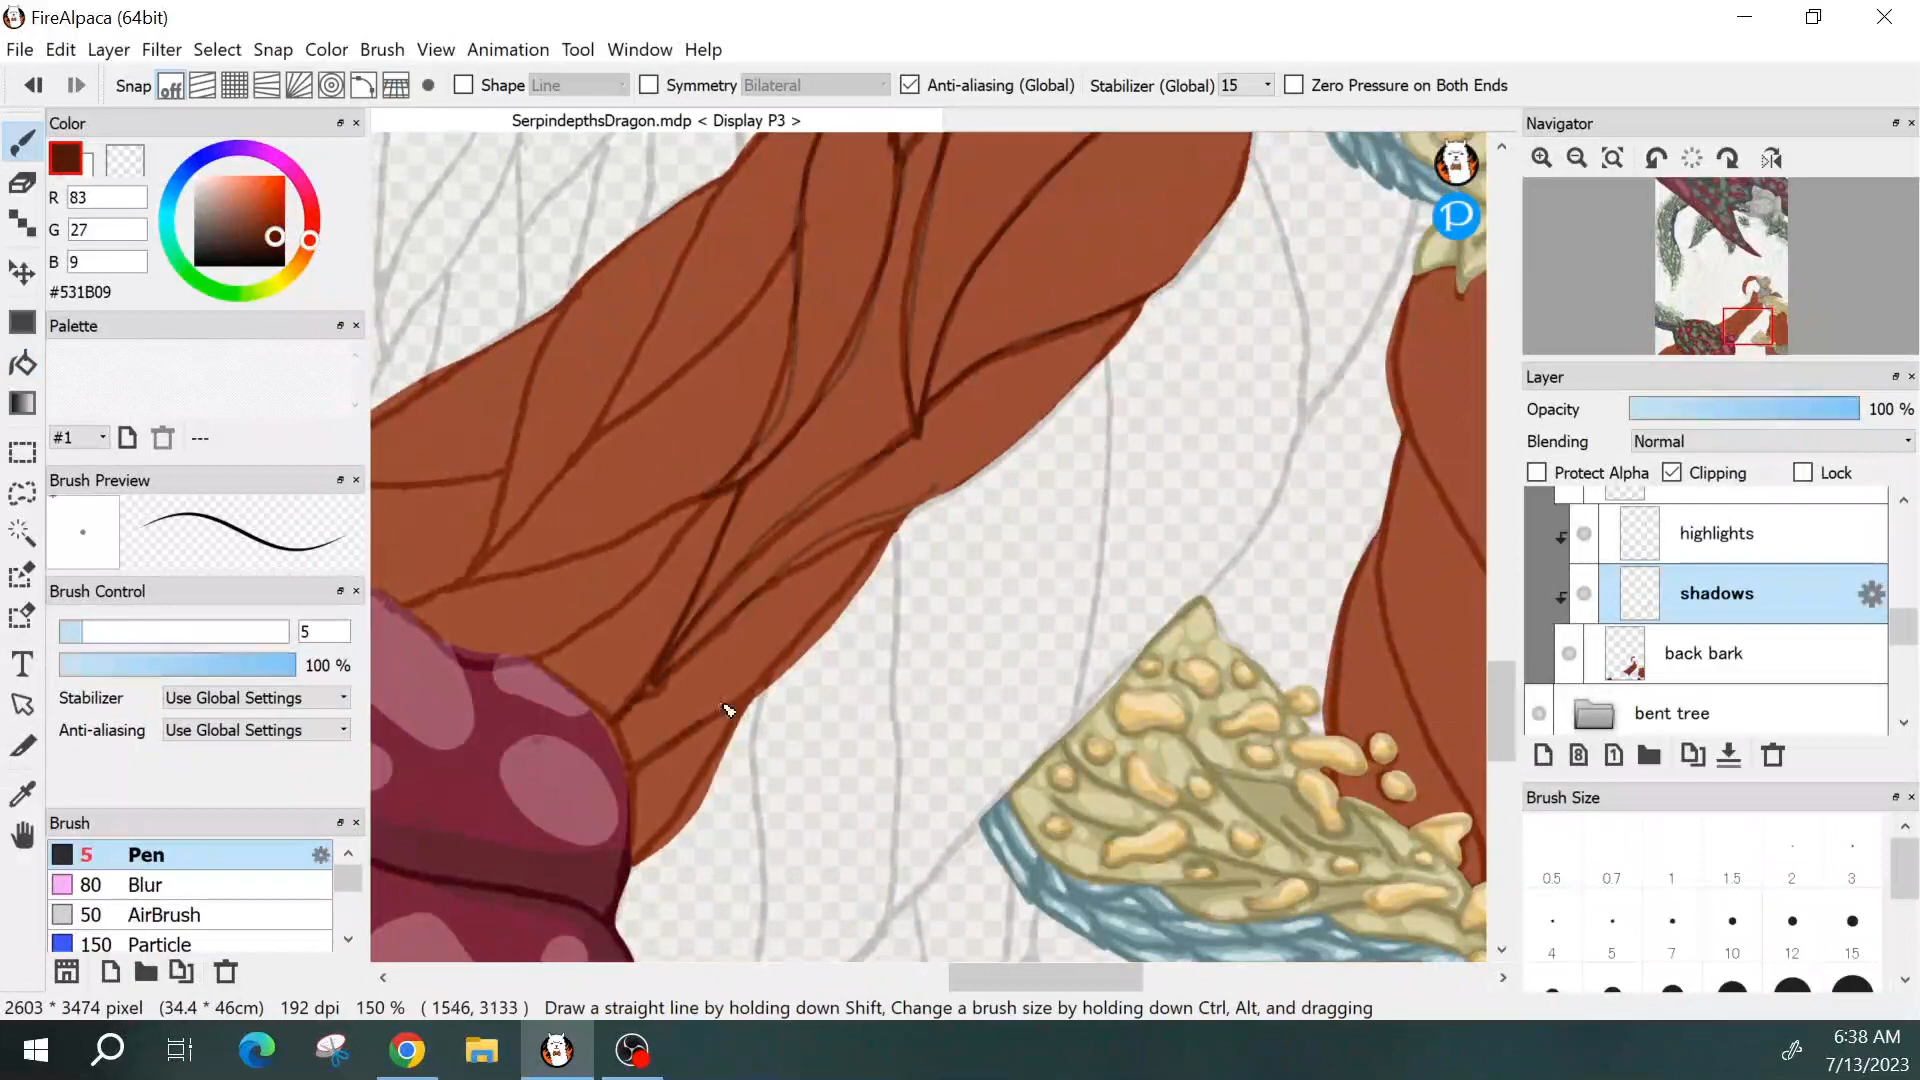 FireAlpaca (64bit)
File Edit Layer Filter Select Snap Color Brush View Animation Tool Window Help
Snap off Shape Line Symmetry Bilateral Anti-aliasing (Global) Stabilizer (Global) 15 Zero Pressure on Both Ends
Color
SerpindepthsDragon.mdp < Display P3 >
Navigator
R 83
G 27
B 9
#531B09
Palette
#1 ---
Brush Preview
Brush Control
5
100 %
Stabilizer Use Global Settings
Anti-aliasing Use Global Settings
Brush
5 Pen
80 Blur
50 AirBrush
150 Particle
P
Layer
Opacity 100 %
Blending Normal
Protect Alpha Clipping Lock
highlights
shadows
back bark
bent tree
8 1
Brush Size
0.5 0.7 1 1.5 2 3
4 5 7 10 12 15
2603 * 3474 pixel (34.4 * 46cm) 192 dpi 150 % ( 1546, 3133 ) Draw a straight line by holding down Shift, Change a brush size by holding down Ctrl, Alt, and dragging
6:38 AM
7/13/2023